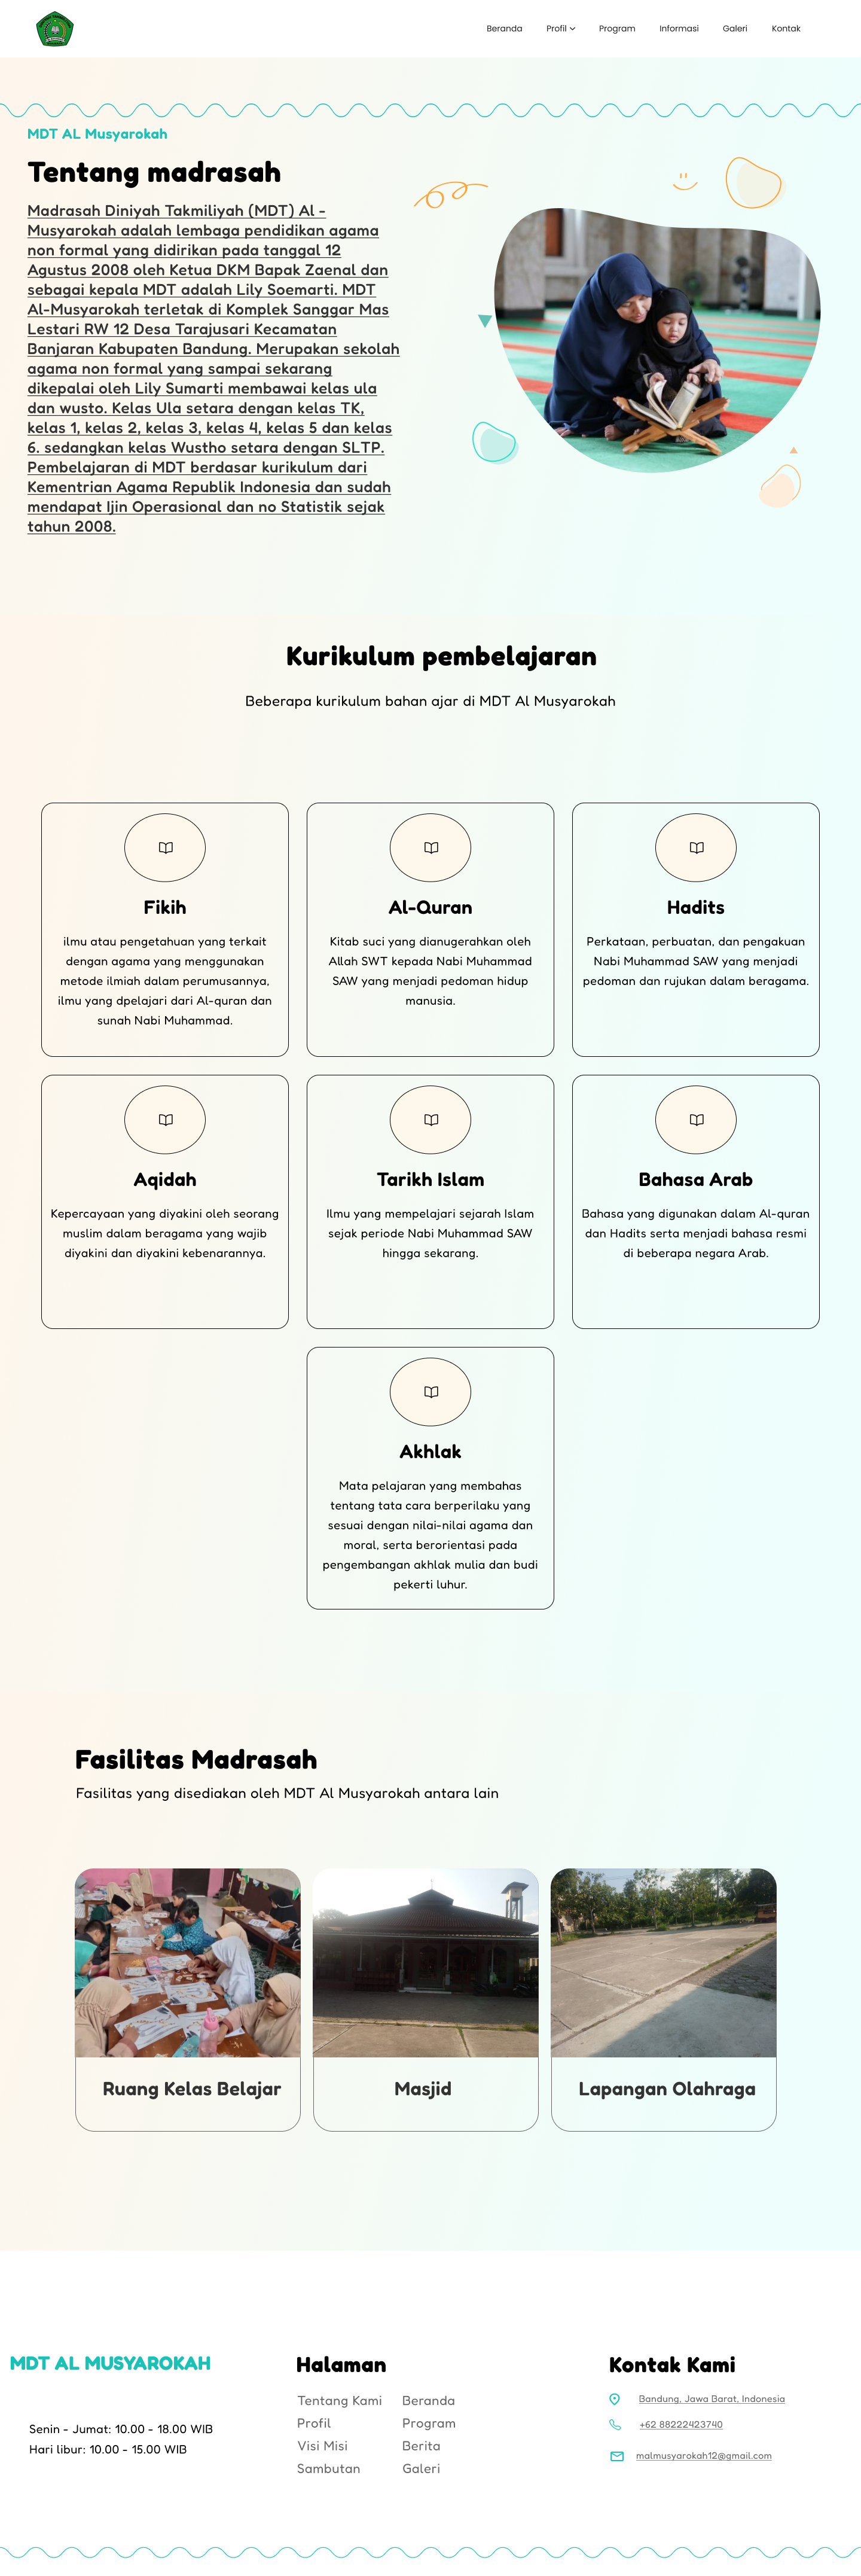 Beranda
Profil
Program
Informasi
Galeri
Kontak
MDT AL Musyarokah
Tentang madrasah
Madrasah Diniyah Takmiliyah (MDT) Al -
Musyarokah adalah lembaga pendidikan agama
non formal yang didirikan pada tanggal 12
Agustus 2008 oleh Ketua DKM Bapak Zaenal dan
sebagai kepala MDT adalah Lily Soemarti. MDT
Al-Musyarokah terletak di Komplek Sanggar Mas
Lestari RW 12 Desa Tarajusari Kecamatan
Banjaran Kabupaten Bandung. Merupakan sekolah
agama non formal yang sampai sekarang
dikepalai oleh Lily Sumarti membawai kelas ula
dan wusto. Kelas Ula setara dengan kelas TK,
kelas 1, kelas 2, kelas 3, kelas 4, kelas 5 dan kelas
6. sedangkan kelas Wustho setara dengan SLTP.
Pembelajaran di MDT berdasar kurikulum dari
Kementrian Agama Republik Indonesia dan sudah
mendapat Ijin Operasional dan no Statistik sejak
tahun 2008.
Kurikulum pembelajaran
Beberapa kurikulum bahan ajar di MDT Al Musyarokah
Fikih
ilmu atau pengetahuan yang terkait
dengan agama yang menggunakan
metode ilmiah dalam perumusannya,
ilmu yang dpelajari dari Al-quran dan
sunah Nabi Muhammad.
Al-Quran
Kitab suci yang dianugerahkan oleh
Allah SWT kepada Nabi Muhammad
SAW yang menjadi pedoman hidup
manusia.
Hadits
Perkataan, perbuatan, dan pengakuan
Nabi Muhammad SAW yang menjadi
pedoman dan rujukan dalam beragama.
Aqidah
Kepercayaan yang diyakini oleh seorang
muslim dalam beragama yang wajib
diyakini dan diyakini kebenarannya.
Tarikh Islam
Ilmu yang mempelajari sejarah Islam
sejak periode Nabi Muhammad SAW
hingga sekarang.
Bahasa Arab
Bahasa yang digunakan dalam Al-quran
dan Hadits serta menjadi bahasa resmi
di beberapa negara Arab.
Akhlak
Mata pelajaran yang membahas
tentang tata cara berperilaku yang
sesuai dengan nilai-nilai agama dan
moral, serta berorientasi pada
pengembangan akhlak mulia dan budi
pekerti luhur.
Fasilitas Madrasah
Fasilitas yang disediakan oleh MDT Al Musyarokah antara lain
Ruang Kelas Belajar
Masjid
Lapangan Olahraga
MDT AL MUSYAROKAH
Senin - Jumat: 10.00 - 18.00 WIB
Hari libur: 10.00 - 15.00 WIB
Halaman
Tentang Kami
Profil
Visi Misi
Sambutan
Beranda
Program
Berita
Galeri
Kontak Kami
Bandung, Jawa Barat, Indonesia
+62 88222423740
malmusyarokah12@gmail.com